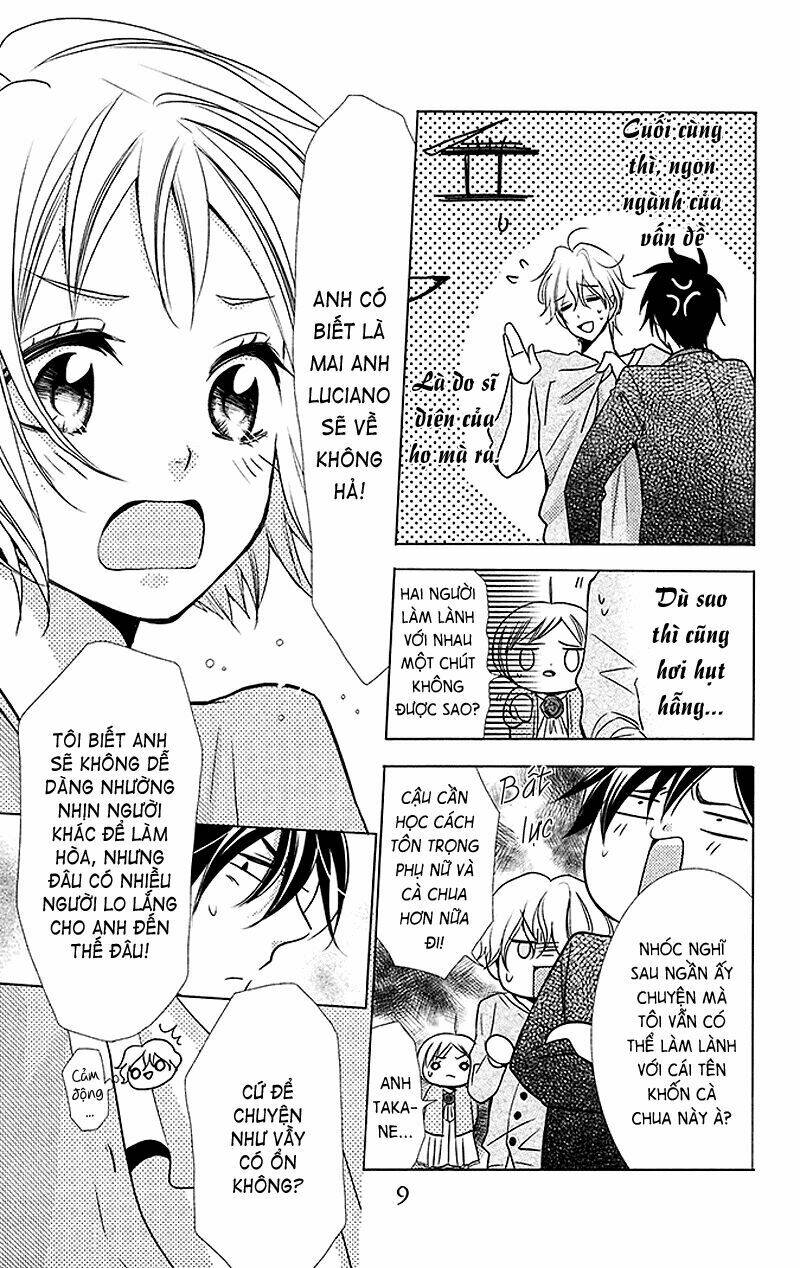 Cuối cùng
thì, ngọn
ngành của
vấn đề
Là do sĩ
diện của
họ mà ra.
Dù sao
thì cũng
hơi hụt
hẫng...
HAI NGƯỜI
LÀM LÀNH
VỚI NHAU
MỘT CHÚT
KHÔNG
ĐƯỢC SAO?
NHÓC NGHĨ
SAU NGẦN ẤY
CHUYỆN MÀ
TÔI VẪN CÓ
THỂ LÀM LÀNH
VỚI CÁI TÊN
KHỐN CÀ
CHUA NÀY À?
Bất
lực
CẬU CẦN
HỌC CÁCH
TÔN TRỌNG
PHỤ NỮ VÀ
CÀ CHUA
HƠN NỮA
ĐI!
ANH
TAKA-
NE...
ANH CÓ
BIẾT LÀ
MAI ANH
LUCIANO
SẼ VỀ
KHÔNG
HẢ!
TÔI BIẾT ANH
SẼ KHÔNG DỄ
DÀNG NHƯỜNG
NHỊN NGƯỜI
KHÁC ĐỂ LÀM
HÒA, NHƯNG
ĐÂU CÓ NHIỀU
NGƯỜI LO LẮNG
CHO ANH ĐẾN
THẾ ĐÂU!
Cảm
động
...
CỨ ĐỂ
CHUYỆN
NHƯ VẦY
CÓ ỔN
KHÔNG?
9